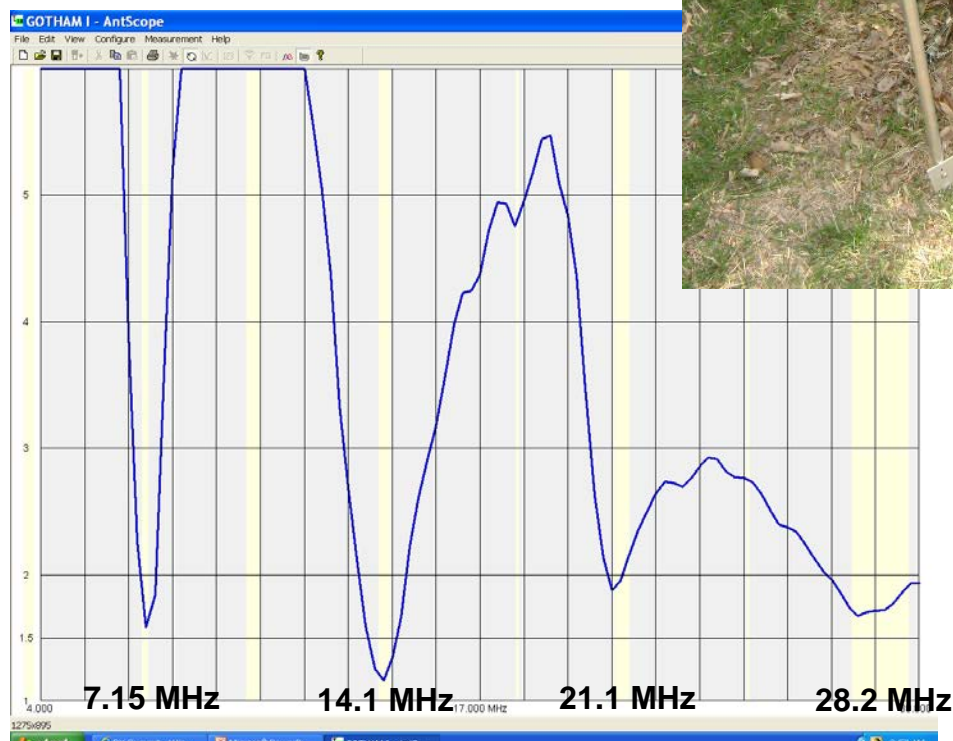 GOTHAM I - AntScope
File Edit View Configure Measurement Help
5
4
3
2
1.5
1
7.15 MHz 14.1 MHz 21.1 MHz 28.2 MHz
4.000 17.000 MHz
1275x895